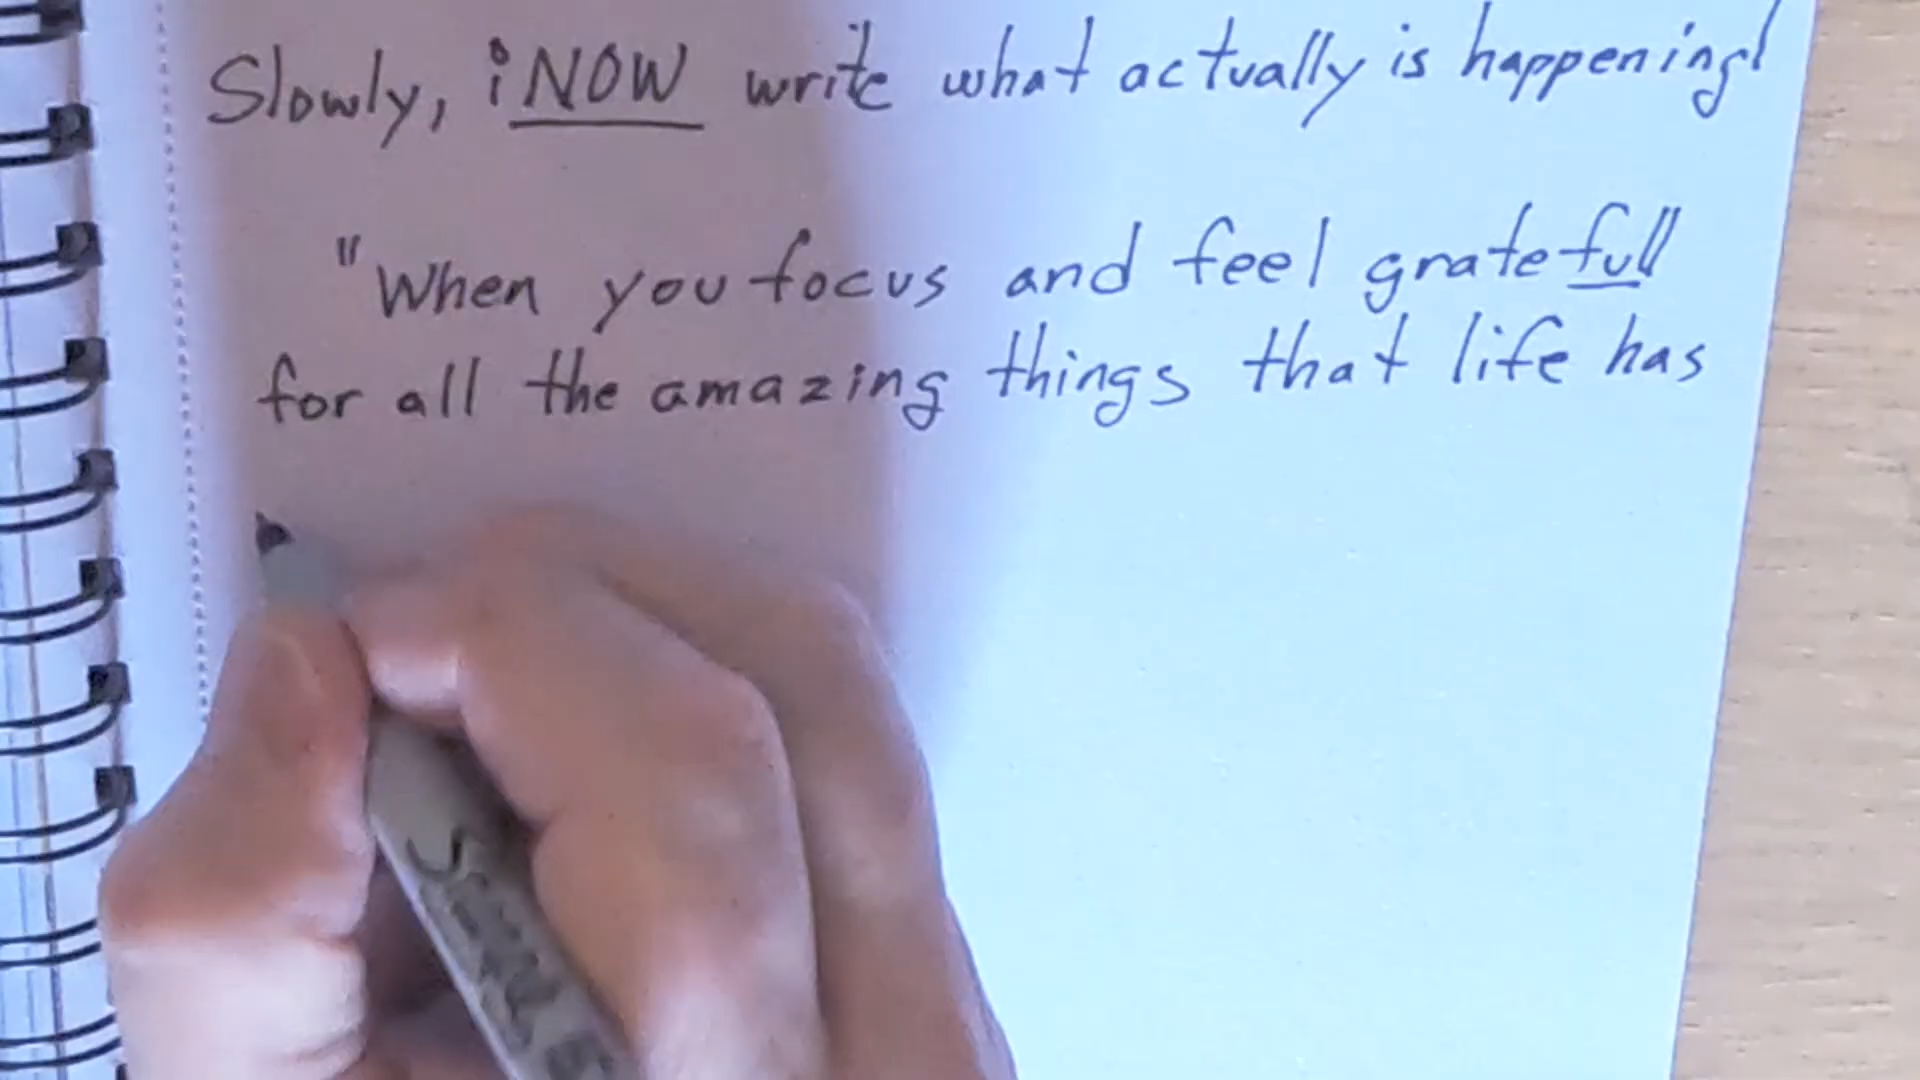 Slowly, i NOW write what actually is happening!
"When you focus and feel gratefull
for all the amazing things that life has